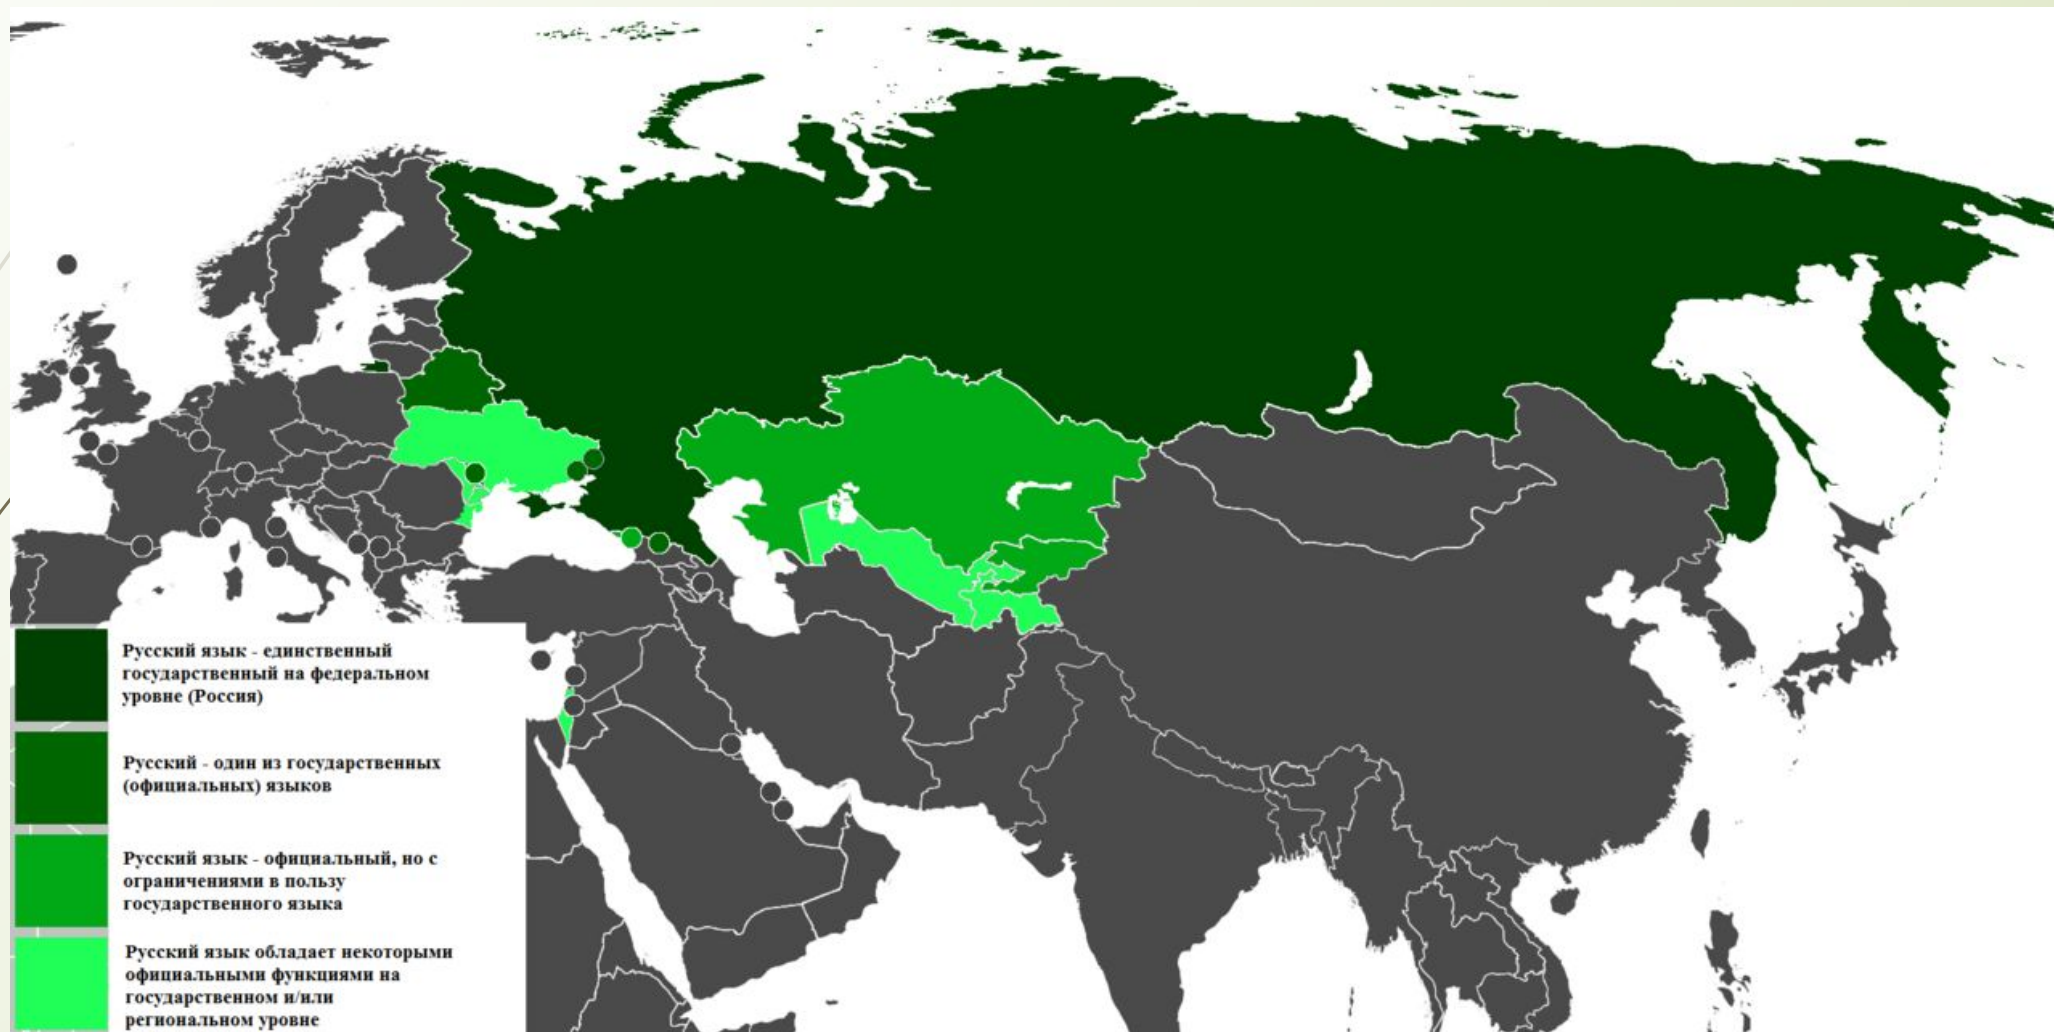 Русский язык - единственный
государственный на федеральном
уровне (Россия)
Русский - один из государственных
(официальных) языков
Русский язык - официальный, но с
ограничениями в пользу
государственного языка
Русский язык обладает некоторыми
официальными функциями на
государственном и/или
региональном уровне